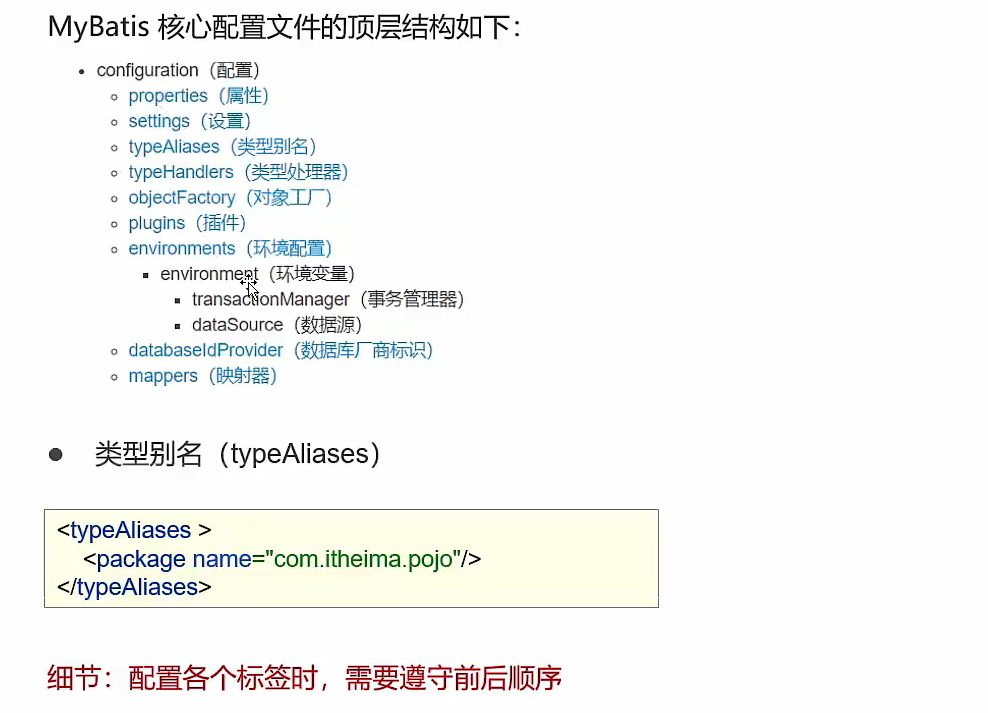 MyBatis 核心配置文件的顶层结构如下：
configuration（配置）
properties（属性）
settings（设置）
typeAliases（类型别名）
typeHandlers（类型处理器）
objectFactory（对象工厂）
plugins（插件）
environments（环境配置）
environment（环境变量）
transactionManager（事务管理器）
dataSource（数据源）
databaseIdProvider（数据库厂商标识）
mappers（映射器）
类型别名（typeAliases）
<typeAliases >
<package name="com.itheima.pojo"/>
</typeAliases>
细节：配置各个标签时，需要遵守前后顺序